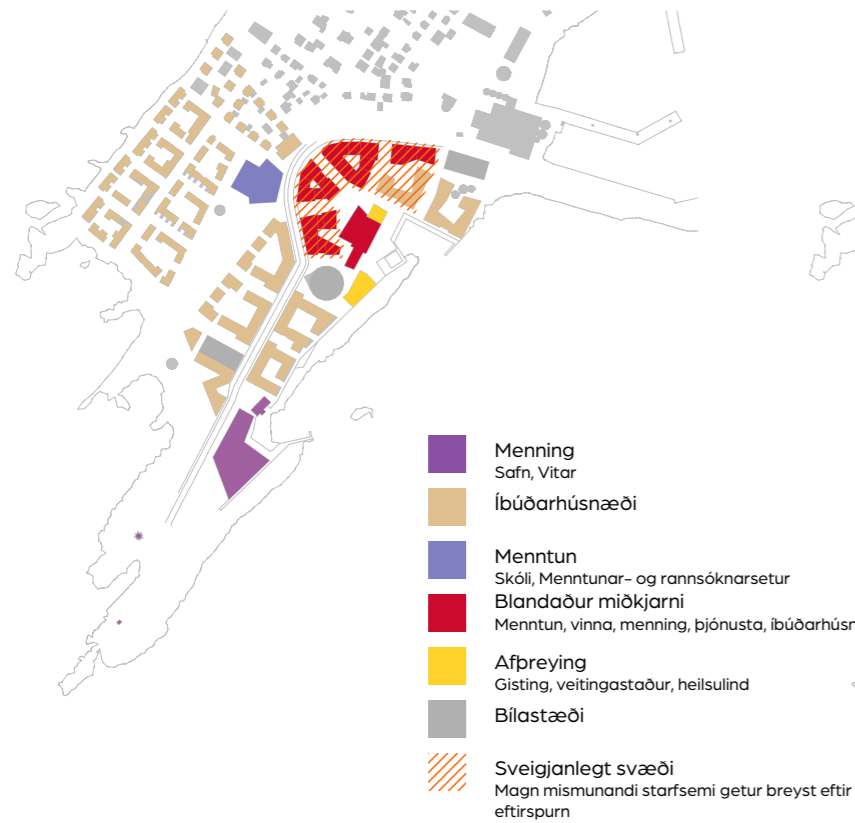 Menning
Safn, Vitar
Íbúðarhúsnæði
Menntun
Skóli, Menntunar- og rannsóknarsetur
Blandaður miðkjarni
Menntun, vinna, menning, þjónusta, íbúðarhúsn
Afþreying
Gisting, veitingastaður, heilsulind
Bílastæði
Sveigjanlegt svæði
Magn mismunandi starfsemi getur breyst eftir
eftirspurn